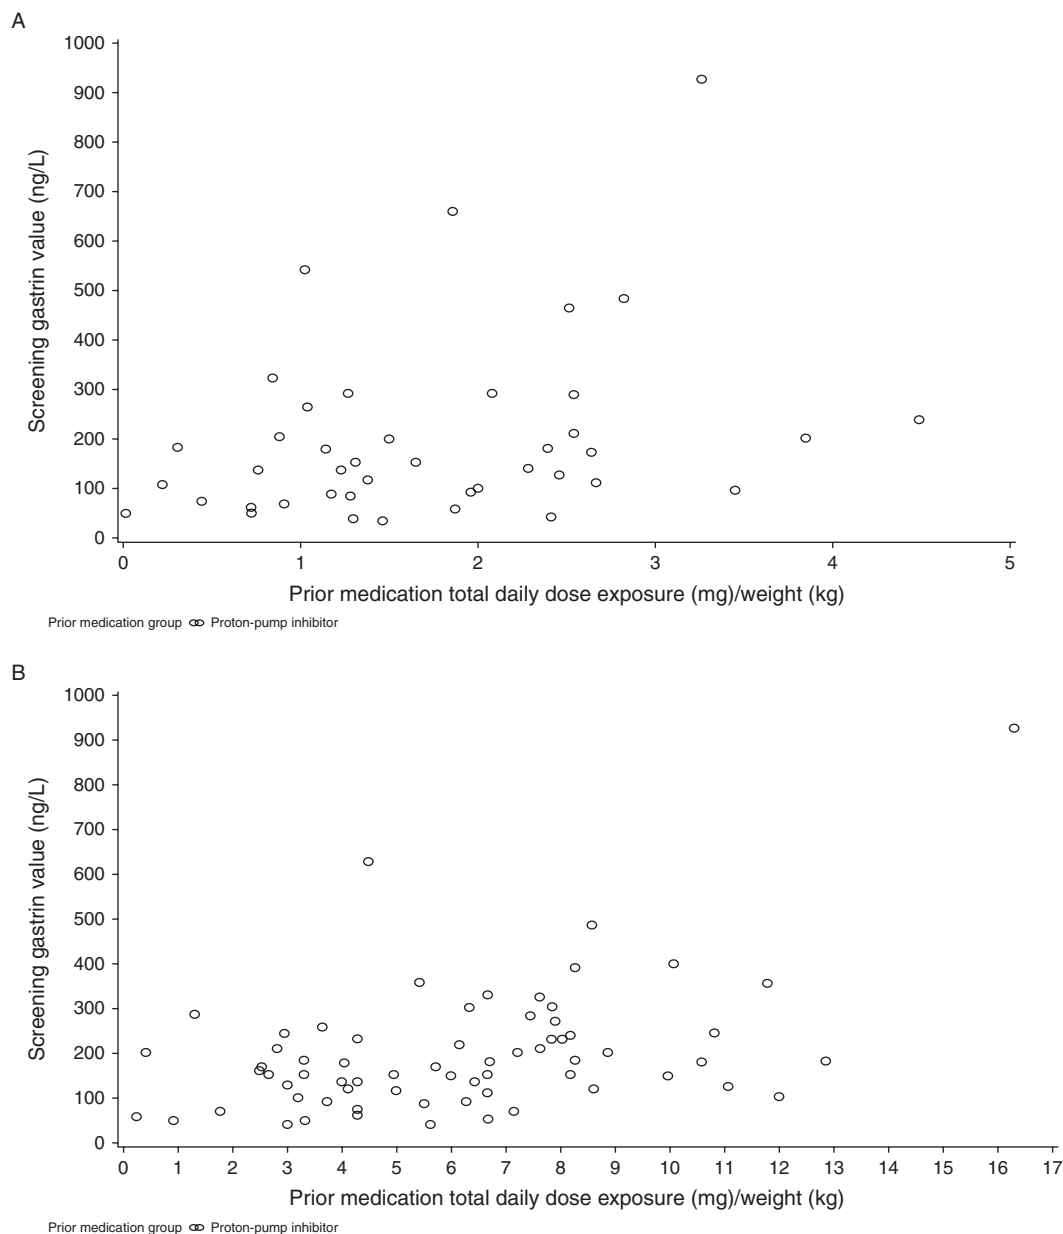 A
1000
900
800
700
600
500
400
300
200
100
0
Screening gastrin value (ng/L)
0 1 2 3 4 5
Prior medication total daily dose exposure (mg)/weight (kg)
Prior medication group Proton-pump inhibitor
B
1000
900
800
700
600
500
400
300
200
100
0
Screening gastrin value (ng/L)
0 1 2 3 4 5 6 7 8 9 10 11 12 13 14 15 16 17
Prior medication total daily dose exposure (mg)/weight (kg)
Prior medication group Proton-pump inhibitor